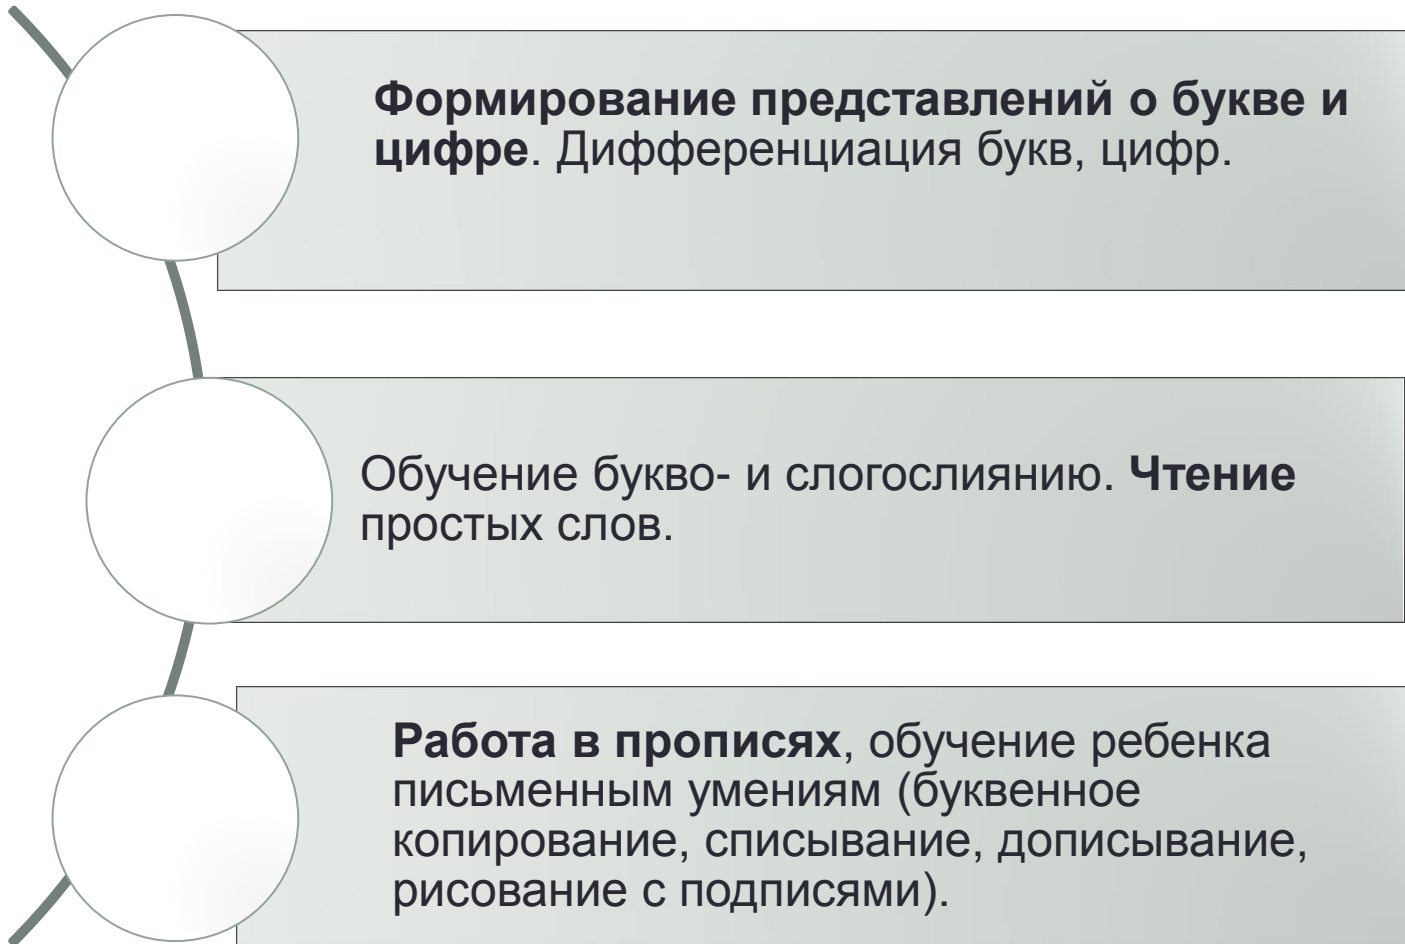 Формирование представлений о букве и
цифре. Дифференциация букв, цифр.
Обучение букво- и слогослиянию. Чтение
простых слов.
Работа в прописях, обучение ребенка
письменным умениям (буквенное
копирование, списывание, дописывание,
рисование с подписями).